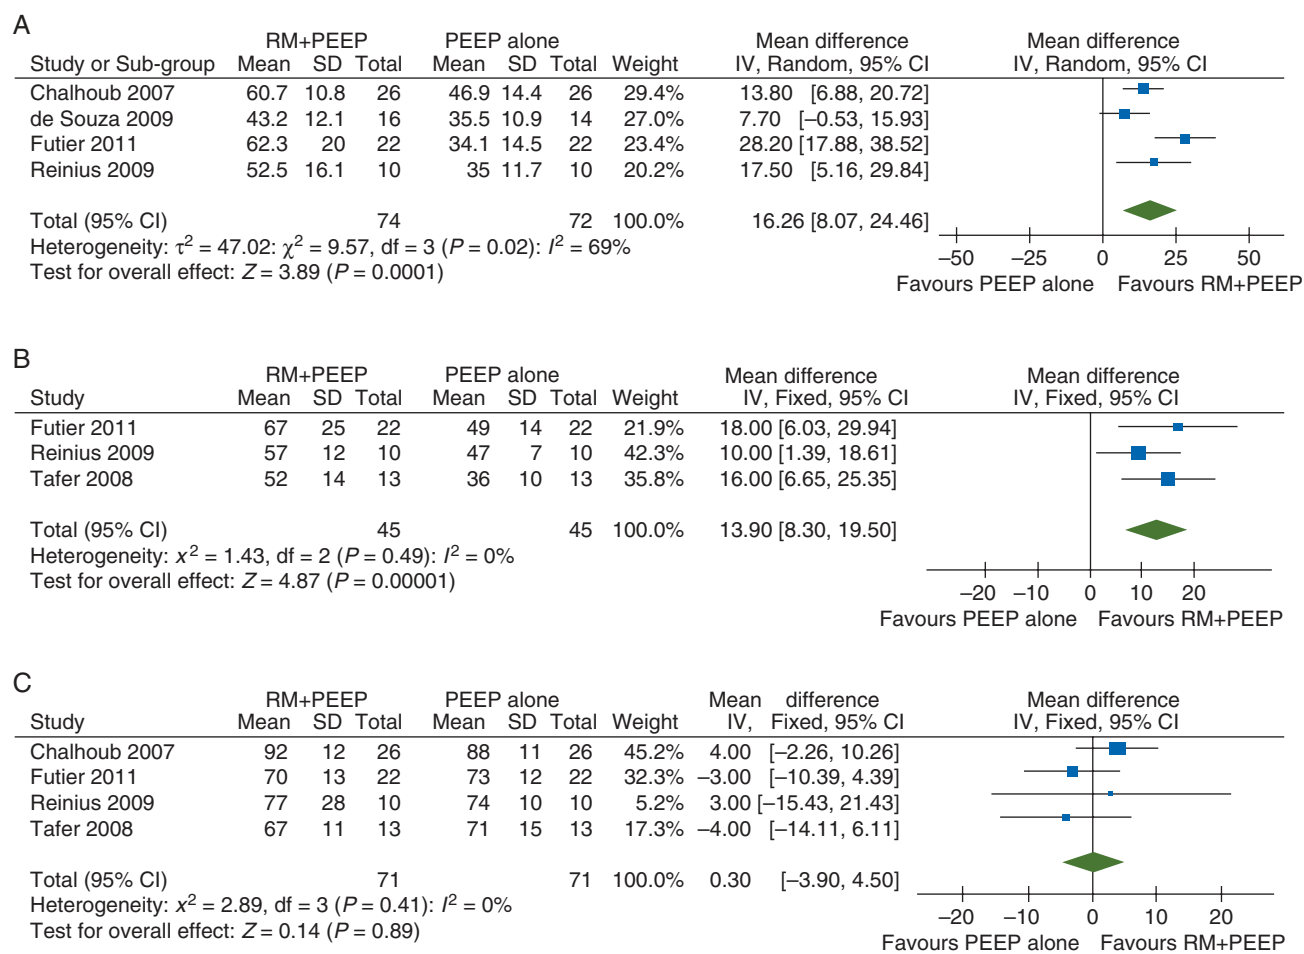 A
RM+PEEP PEEP alone Mean difference Mean difference
Study or Sub-group Mean SD Total Mean SD Total Weight IV, Random, 95% CI IV, Random, 95% CI
Chalhoub 2007 60.7 10.8 26 46.9 14.4 26 29.4% 13.80 [6.88, 20.72]
de Souza 2009 43.2 12.1 16 35.5 10.9 14 27.0% 7.70 [–0.53, 15.93]
Futier 2011 62.3 20 22 34.1 14.5 22 23.4% 28.20 [17.88, 38.52]
Reinius 2009 52.5 16.1 10 35 11.7 10 20.2% 17.50 [5.16, 29.84]
Total (95% CI) 74 72 100.0% 16.26 [8.07, 24.46]
Heterogeneity: τ² = 47.02: χ² = 9.57, df = 3 (P = 0.02): I² = 69%
Test for overall effect: Z = 3.89 (P = 0.0001)
–50 –25 0 25 50
Favours PEEP alone Favours RM+PEEP
B
RM+PEEP PEEP alone Mean difference Mean difference
Study Mean SD Total Mean SD Total Weight IV, Fixed, 95% CI IV, Fixed, 95% CI
Futier 2011 67 25 22 49 14 22 21.9% 18.00 [6.03, 29.94]
Reinius 2009 57 12 10 47 7 10 42.3% 10.00 [1.39, 18.61]
Tafer 2008 52 14 13 36 10 13 35.8% 16.00 [6.65, 25.35]
Total (95% CI) 45 45 100.0% 13.90 [8.30, 19.50]
Heterogeneity: x² = 1.43, df = 2 (P = 0.49): I² = 0%
Test for overall effect: Z = 4.87 (P = 0.00001)
–20 –10 0 10 20
Favours PEEP alone Favours RM+PEEP
C
RM+PEEP PEEP alone Mean difference Mean difference
Study Mean SD Total Mean SD Total Weight IV, Fixed, 95% CI IV, Fixed, 95% CI
Chalhoub 2007 92 12 26 88 11 26 45.2% 4.00 [–2.26, 10.26]
Futier 2011 70 13 22 73 12 22 32.3% –3.00 [–10.39, 4.39]
Reinius 2009 77 28 10 74 10 10 5.2% 3.00 [–15.43, 21.43]
Tafer 2008 67 11 13 71 15 13 17.3% –4.00 [–14.11, 6.11]
Total (95% CI) 71 71 100.0% 0.30 [–3.90, 4.50]
Heterogeneity: x² = 2.89, df = 3 (P = 0.41): I² = 0%
Test for overall effect: Z = 0.14 (P = 0.89)
–20 –10 0 10 20
Favours PEEP alone Favours RM+PEEP